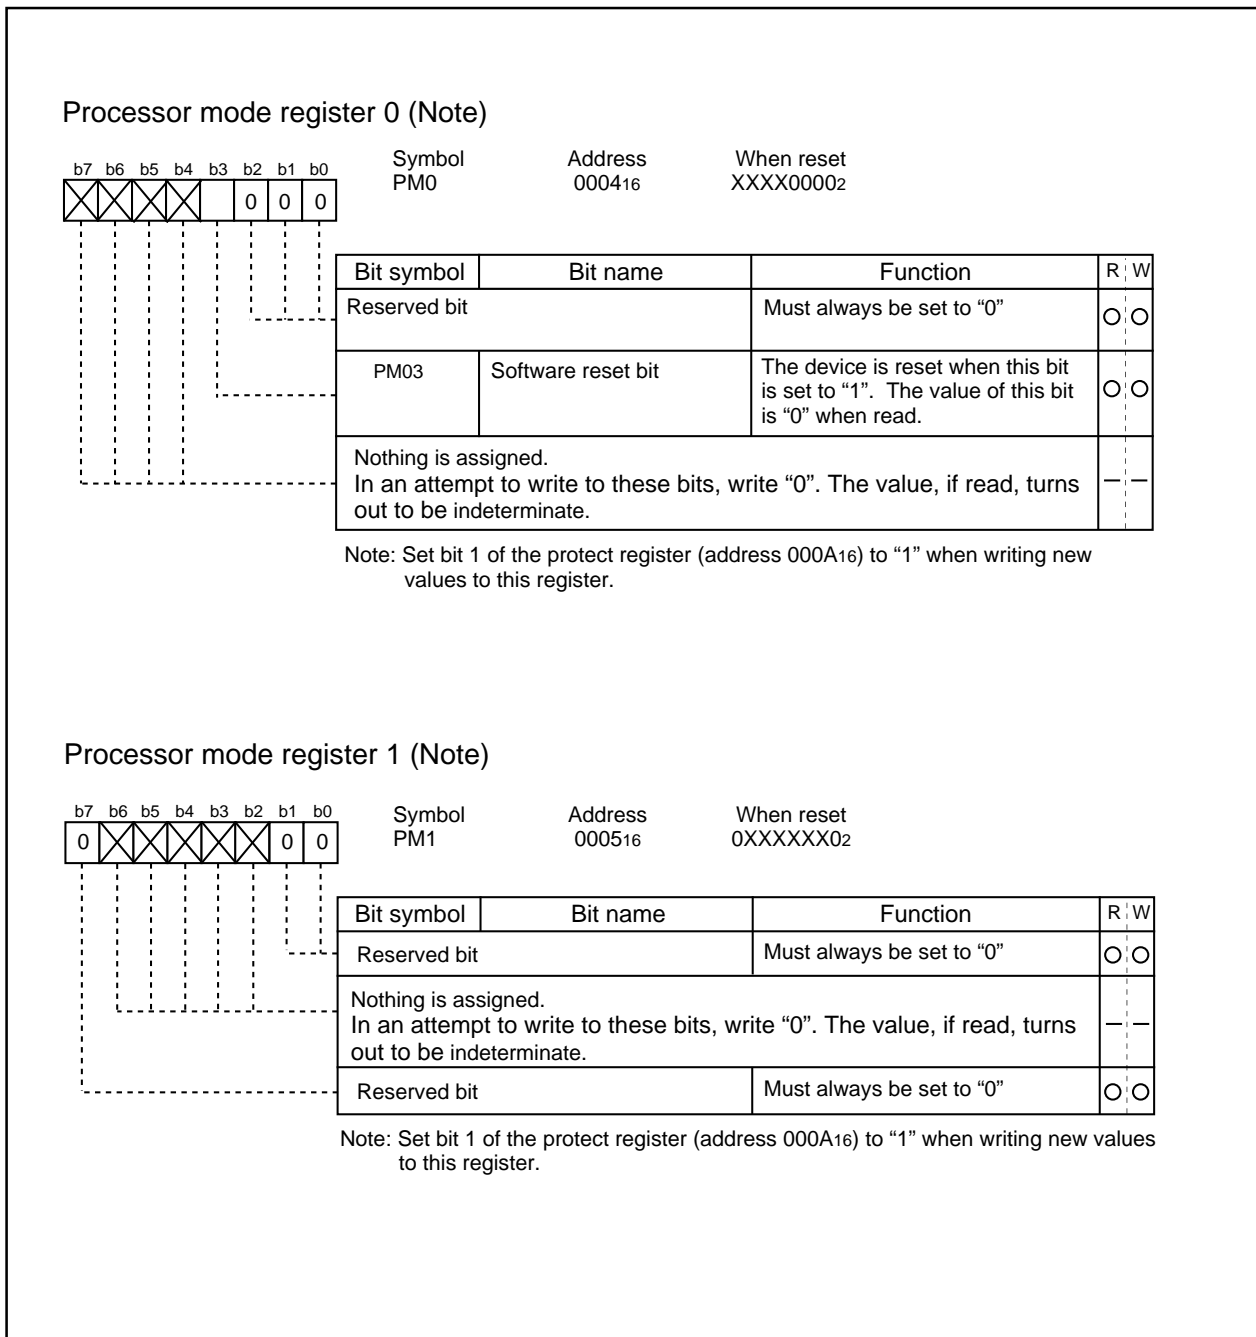 Processor mode register 0 (Note)
Symbol Address When reset
PM0 000416 XXXX00002
b7 b6 b5 b4 b3 b2 b1 b0
0 0 0
Bit symbol Bit name Function R W
Reserved bit Must always be set to “0”
PM03 Software reset bit The device is reset when this bit
is set to “1”. The value of this bit
is “0” when read.
Nothing is assigned.
In an attempt to write to these bits, write “0”. The value, if read, turns
out to be indeterminate.
Note: Set bit 1 of the protect register (address 000A16) to “1” when writing new
values to this register.
Processor mode register 1 (Note)
Symbol Address When reset
PM1 000516 0XXXXXX02
b7 b6 b5 b4 b3 b2 b1 b0
0 0 0
Bit symbol Bit name Function R W
Reserved bit Must always be set to “0”
Nothing is assigned.
In an attempt to write to these bits, write “0”. The value, if read, turns
out to be indeterminate.
Reserved bit Must always be set to “0”
Note: Set bit 1 of the protect register (address 000A16) to “1” when writing new values
to this register.